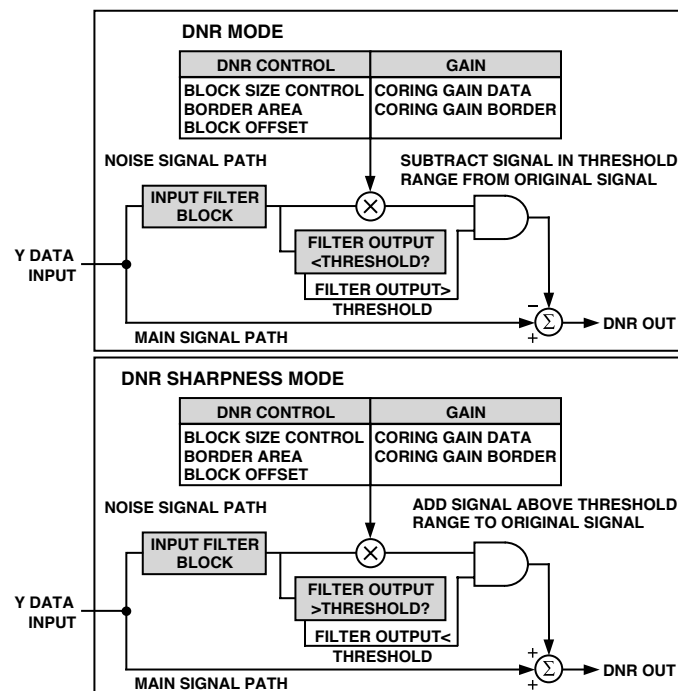 DNR MODE
DNR CONTROL GAIN
BLOCK SIZE CONTROL CORING GAIN DATA
BORDER AREA CORING GAIN BORDER
BLOCK OFFSET
NOISE SIGNAL PATH
SUBTRACT SIGNAL IN THRESHOLD
RANGE FROM ORIGINAL SIGNAL
INPUT FILTER
BLOCK
×
FILTER OUTPUT
<THRESHOLD?
FILTER OUTPUT>
THRESHOLD
Y DATA
INPUT
MAIN SIGNAL PATH
−
+
Σ
DNR OUT
DNR SHARPNESS MODE
DNR CONTROL GAIN
BLOCK SIZE CONTROL CORING GAIN DATA
BORDER AREA CORING GAIN BORDER
BLOCK OFFSET
NOISE SIGNAL PATH
ADD SIGNAL ABOVE THRESHOLD
RANGE TO ORIGINAL SIGNAL
INPUT FILTER
BLOCK
×
FILTER OUTPUT
>THRESHOLD?
FILTER OUTPUT<
THRESHOLD
Y DATA
INPUT
MAIN SIGNAL PATH
+
+
Σ
DNR OUT